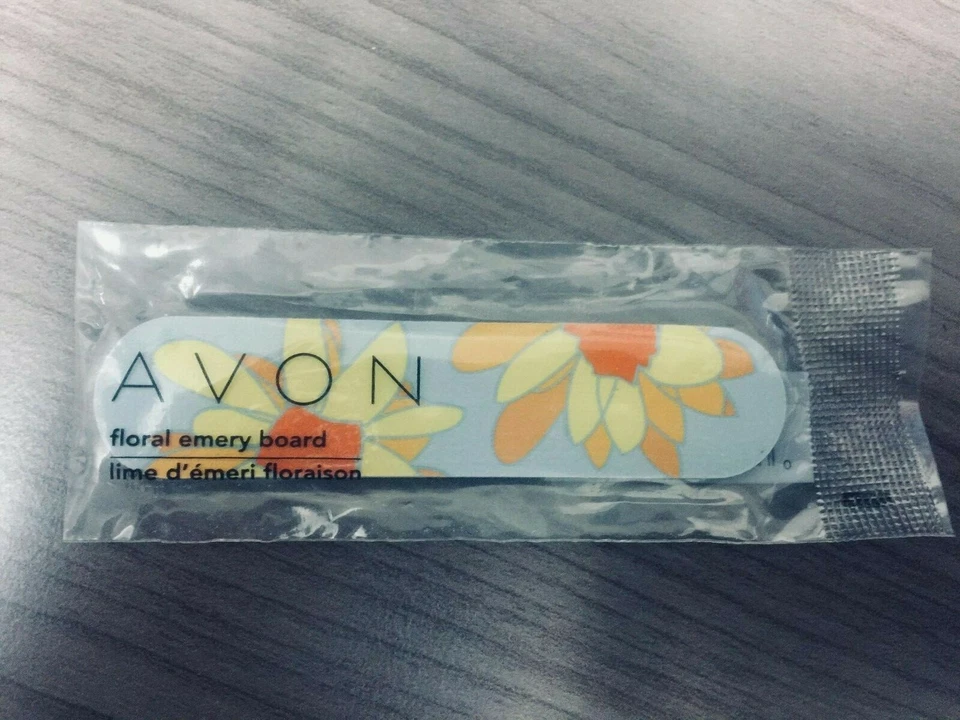 AVON
floral emery board
lime d'émeri floraison